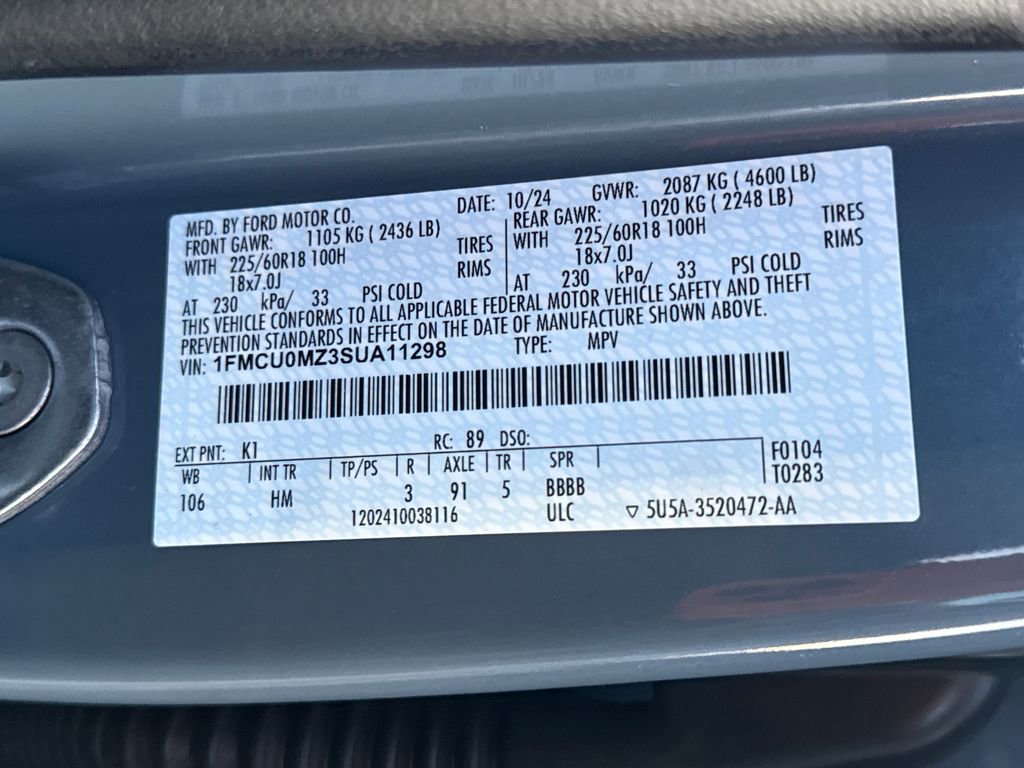 MFD. BY FORD MOTOR CO.
DATE: 10/24 GVWR: 2087 KG ( 4600 LB)
FRONT GAWR: 1105 KG ( 2436 LB)
WITH 225/60R18 100H TIRES
18x7.0J RIMS
AT 230 kPa/ 33 PSI COLD
REAR GAWR: 1020 KG ( 2248 LB)
WITH 225/60R18 100H TIRES
18x7.0J RIMS
AT 230 kPa/ 33 PSI COLD
THIS VEHICLE CONFORMS TO ALL APPLICABLE FEDERAL MOTOR VEHICLE SAFETY AND THEFT
PREVENTION STANDARDS IN EFFECT ON THE DATE OF MANUFACTURE SHOWN ABOVE.
VIN: 1FMCU0MZ3SUA11298 TYPE: MPV
EXT PNT: K1 RC: 89 DSO:
WB INT TR TP/PS R AXLE TR SPR F0104
106 HM 3 91 5 BBBB T0283
1202410038116 ULC ▽ 5U5A-3520472-AA